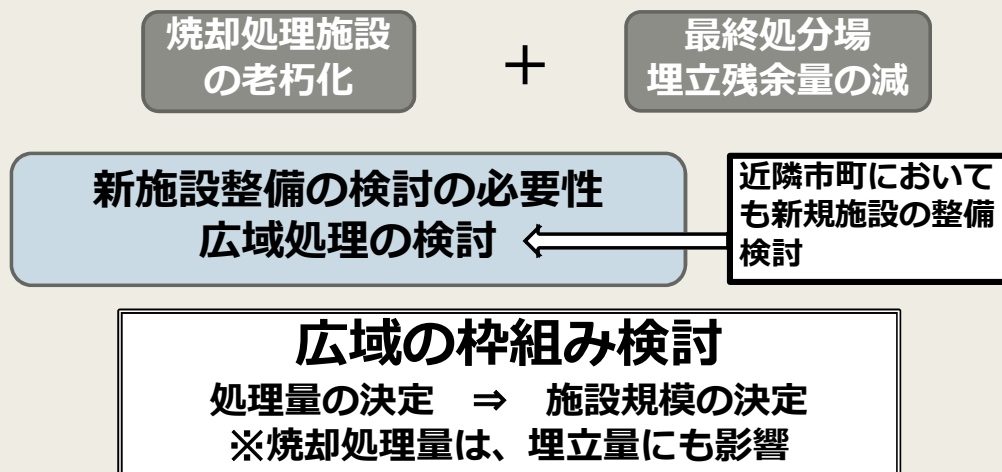 焼却処理施設
の老朽化
＋
最終処分場
埋立残余量の減
新施設整備の検討の必要性
広域処理の検討
近隣市町において
も新規施設の整備
検討
広域の枠組み検討
処理量の決定　⇒　施設規模の決定
※焼却処理量は、埋立量にも影響